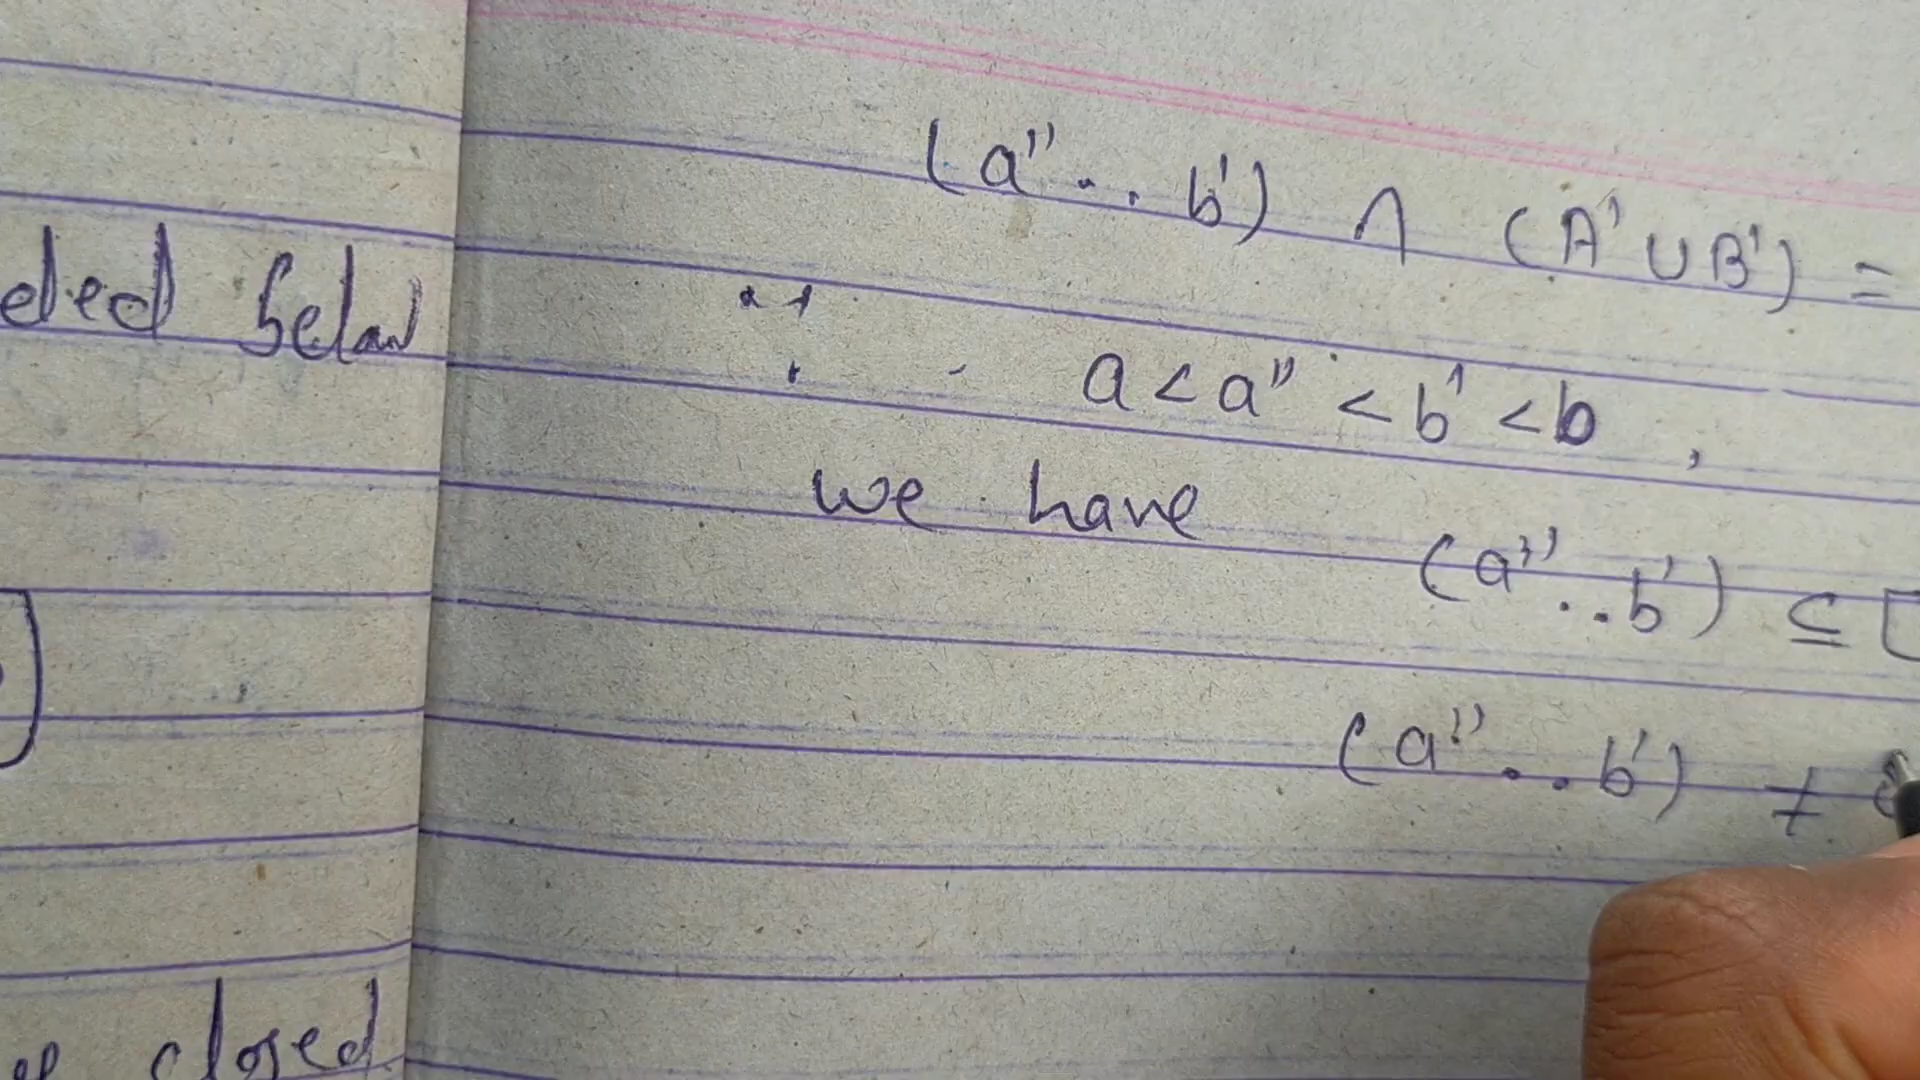 ded below
closed
(a''..b') ∩ (A'∪B') =
a<a''<b'<b,
we have
(a''..b') ⊆ [
(a''..b') ≠